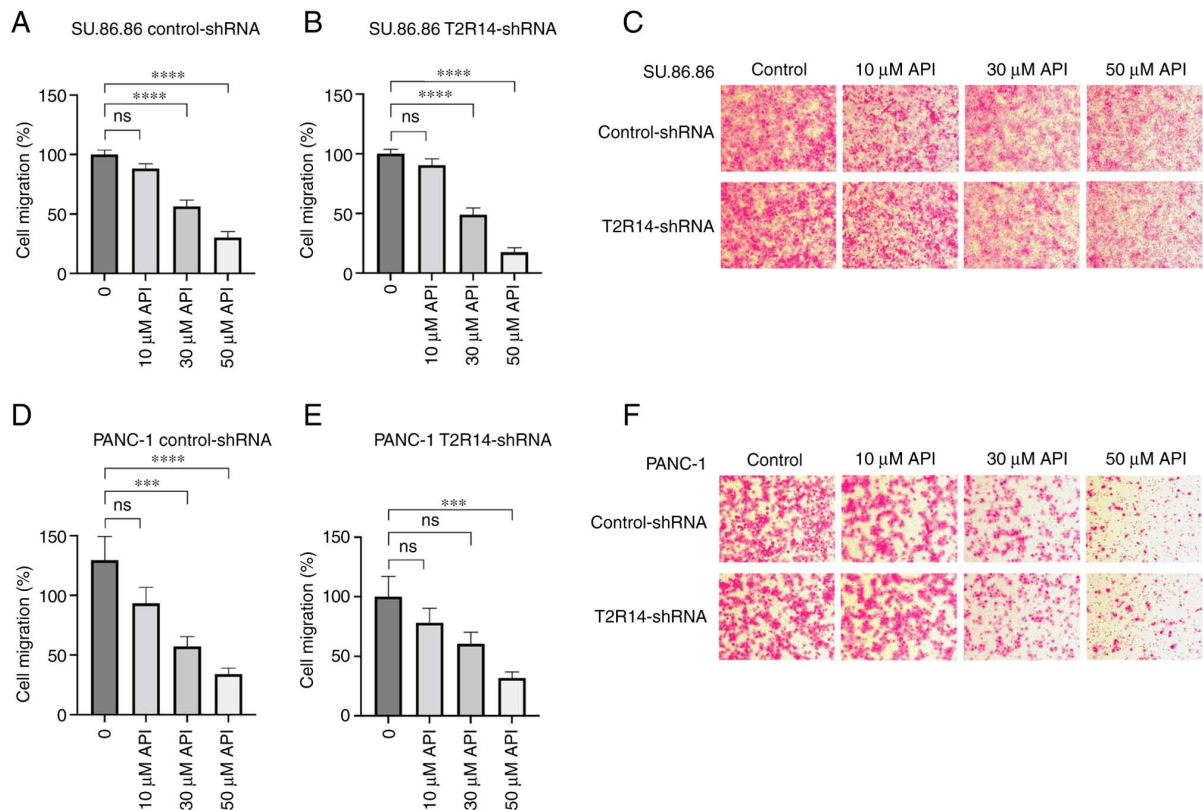 A
SU.86.86 control-shRNA
****
****
ns
150
100
50
0
Cell migration (%)
0
10 µM API
30 µM API
50 µM API
B
SU.86.86 T2R14-shRNA
****
****
ns
150
100
50
0
Cell migration (%)
0
10 µM API
30 µM API
50 µM API
C
SU.86.86
Control
10 µM API
30 µM API
50 µM API
Control-shRNA
T2R14-shRNA
D
PANC-1 control-shRNA
****
***
ns
150
100
50
0
Cell migration (%)
0
10 µM API
30 µM API
50 µM API
E
PANC-1 T2R14-shRNA
***
ns
ns
150
100
50
0
Cell migration (%)
0
10 µM API
30 µM API
50 µM API
F
PANC-1
Control
10 µM API
30 µM API
50 µM API
Control-shRNA
T2R14-shRNA